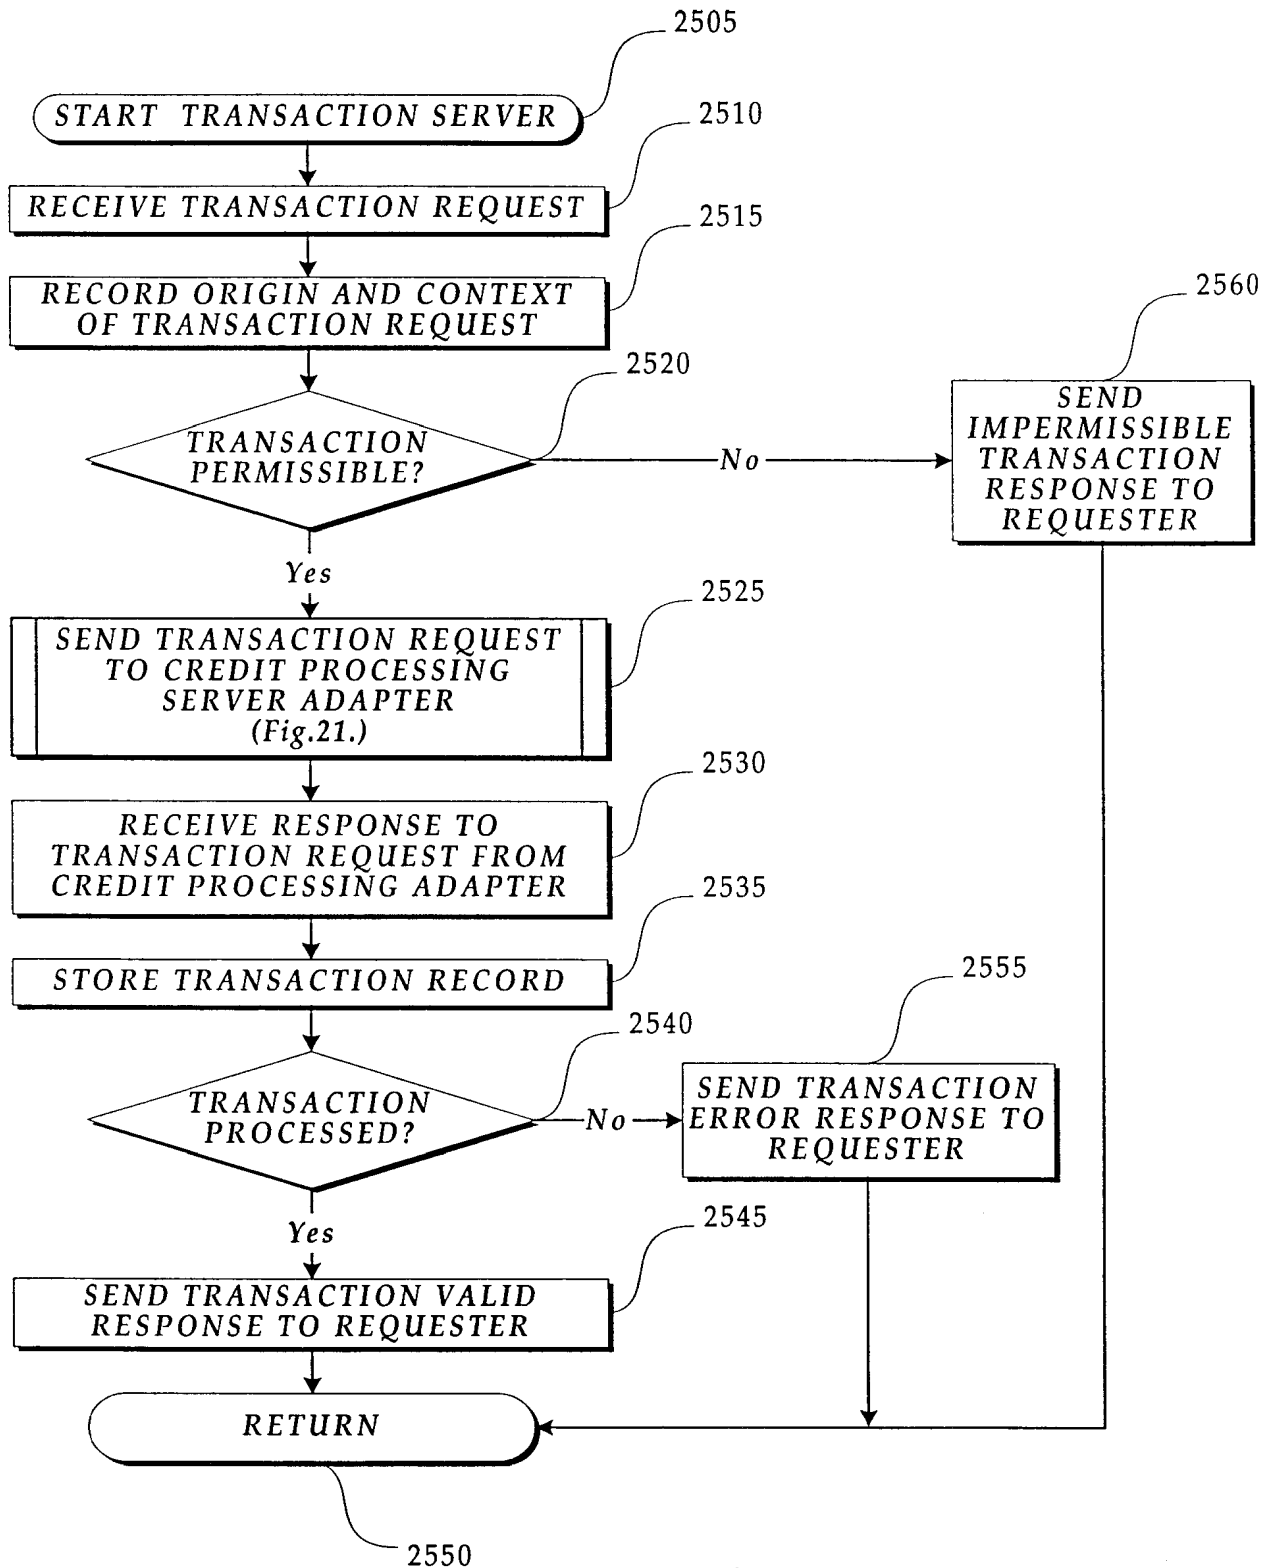 2505
START TRANSACTION SERVER
2510
RECEIVE TRANSACTION REQUEST
2515
RECORD ORIGIN AND CONTEXT
OF TRANSACTION REQUEST
2560
2520
SEND
IMPERMISSIBLE
TRANSACTION
RESPONSE TO
REQUESTER
TRANSACTION
PERMISSIBLE?
No
Yes
2525
SEND TRANSACTION REQUEST
TO CREDIT PROCESSING
SERVER ADAPTER
(Fig.21.)
2530
RECEIVE RESPONSE TO
TRANSACTION REQUEST FROM
CREDIT PROCESSING ADAPTER
2535
STORE TRANSACTION RECORD
2555
2540
TRANSACTION
PROCESSED?
No
SEND TRANSACTION
ERROR RESPONSE TO
REQUESTER
Yes
2545
SEND TRANSACTION VALID
RESPONSE TO REQUESTER
RETURN
2550